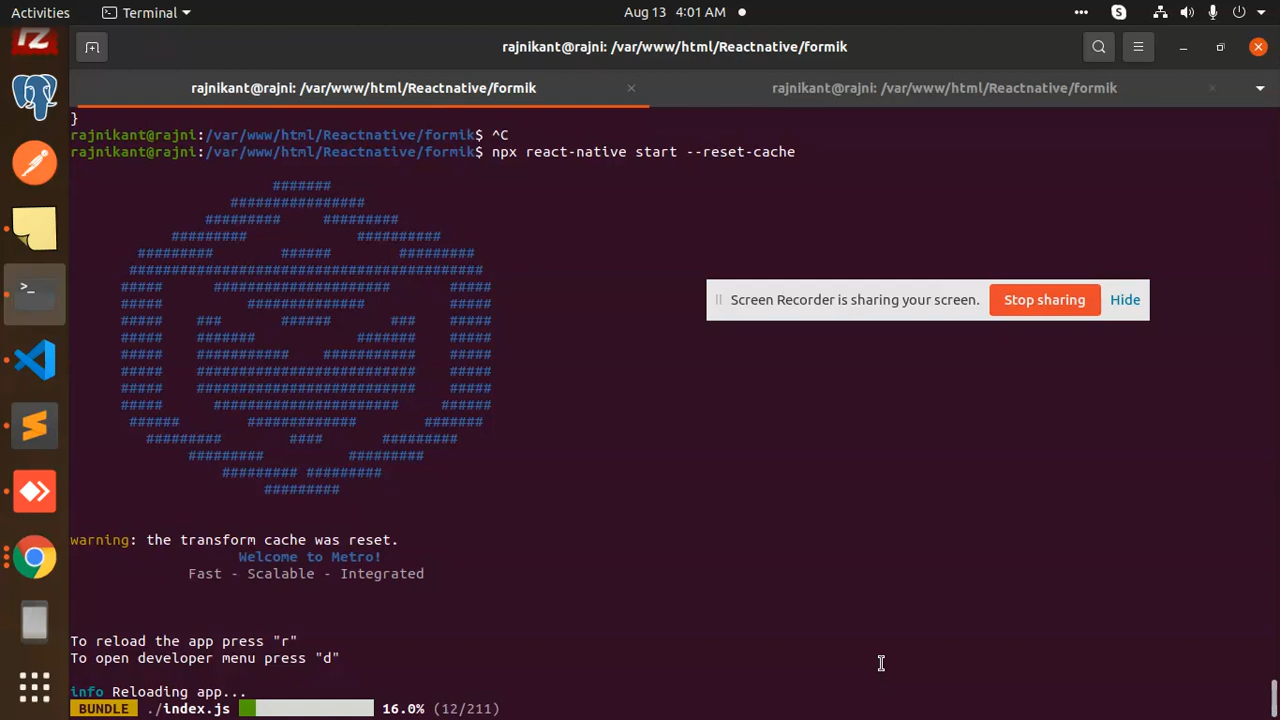 Activities Terminal Aug 13 4:01 AM
rajnikant@rajni: /var/www/html/Reactnative/formik
rajnikant@rajni: /var/www/html/Reactnative/formik × rajnikant@rajni: /var/www/html/Reactnative/formik ×
}
rajnikant@rajni:/var/www/html/Reactnative/formik$ ^C
rajnikant@rajni:/var/www/html/Reactnative/formik$ npx react-native start --reset-cache
Screen Recorder is sharing your screen. Stop sharing Hide
warning: the transform cache was reset.
Welcome to Metro!
Fast - Scalable - Integrated
To reload the app press "r"
To open developer menu press "d"
info Reloading app...
BUNDLE ./index.js 16.0% (12/211)